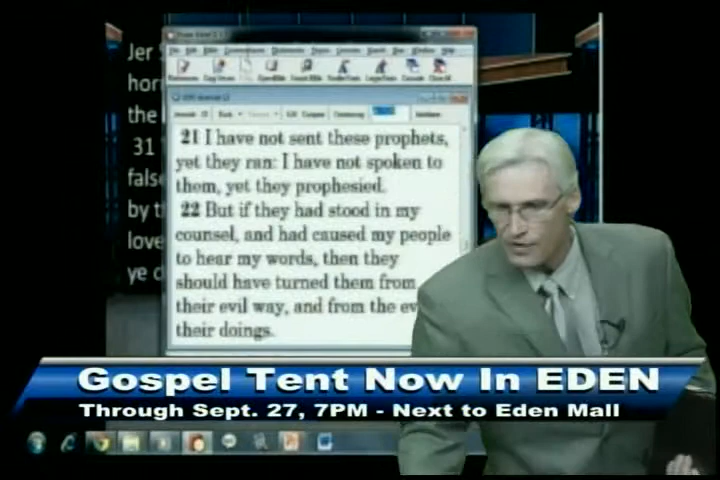 Jer
hor
the
31
false
by t
love
ye d
21 I have not sent these prophets,
yet they ran: I have not spoken to
them, yet they prophesied.
22 But if they had stood in my
counsel, and had caused my people
to hear my words, then they
should have turned them from
their evil way, and from the ev
their doings.
Gospel Tent Now In EDEN
Through Sept. 27, 7PM - Next to Eden Mall